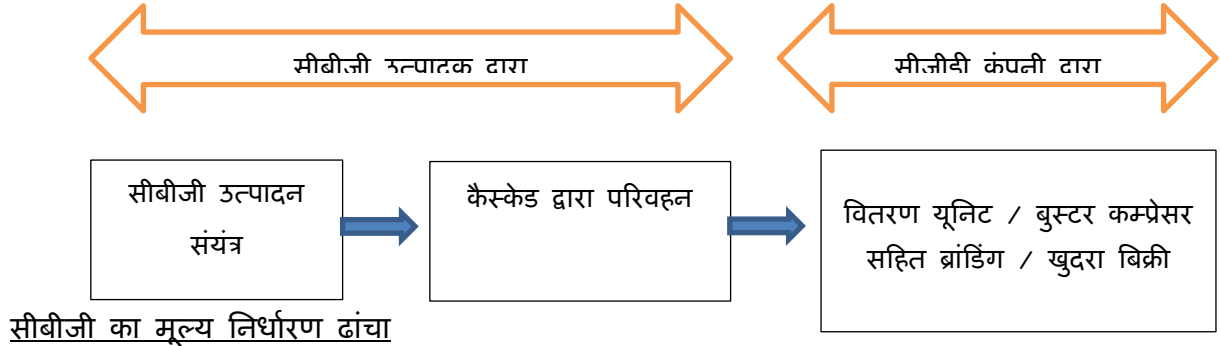 सीबीजी उत्पादक द्वारा
सीजीडी कंपनी द्वारा
सीबीजी उत्पादन
संयंत्र
कैस्केड द्वारा परिवहन
वितरण यूनिट / बुस्टर कम्प्रेसर
सहित ब्रांडिंग / खुदरा बिक्री
सीबीजी का मूल्य निर्धारण ढांचा